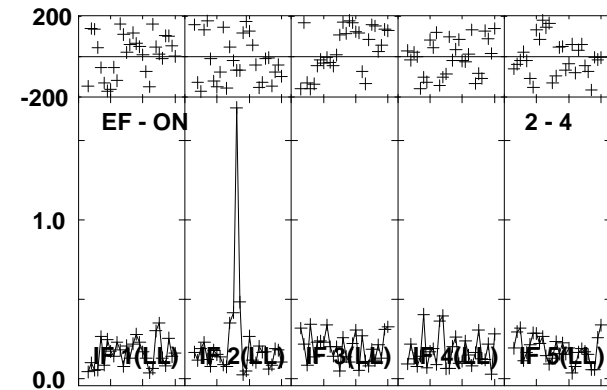 200
-200
EF - ON 2 - 4
1.0
IF 1(LL) IF 2(LL) IF 3(LL) IF 4(LL) IF 5(LL)
0.0